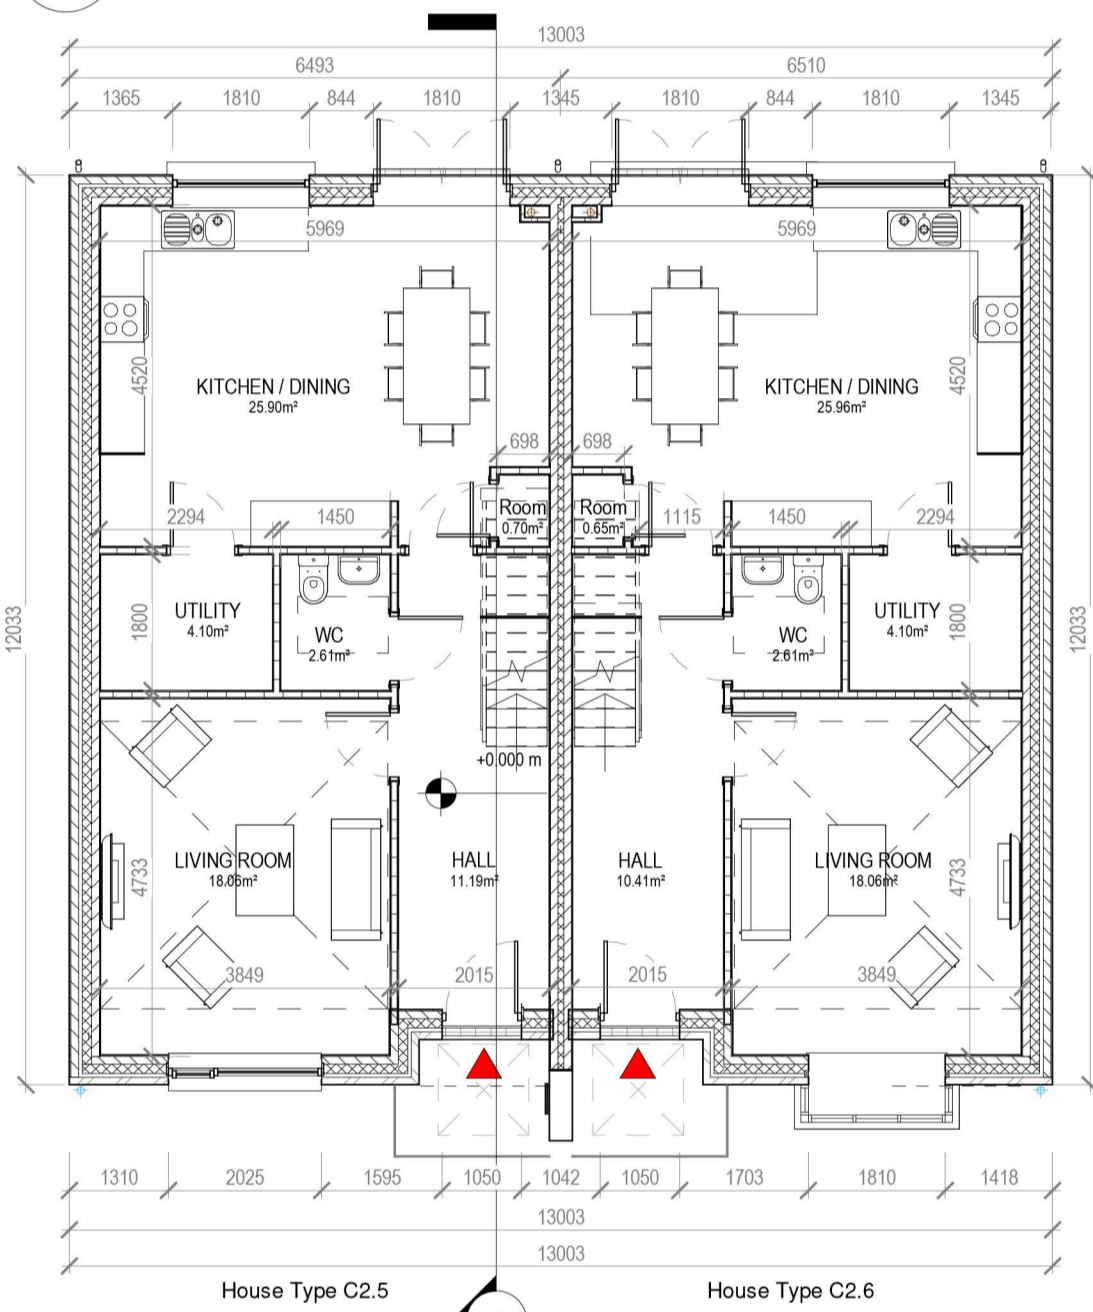 13003
6493 6510
1365 1810 844 1810 1345 1810 844 1810 1345
5969 5969
4520 4520
KITCHEN / DINING KITCHEN / DINING
25.90m² 25.96m²
698 698
Room Room
0.70m² 0.65m²
2294 1450 1115 1450 2294
12033 12033
1800 1800
UTILITY UTILITY
4.10m² 4.10m²
WC WC
2.61m² 2.61m²
+0.000 m
LIVING ROOM HALL HALL LIVING ROOM
18.06m² 11.19m² 10.41m² 18.06m²
4733 4733
3849 2015 2015 3849
1310 2025 1595 1050 1042 1050 1703 1810 1418
13003
13003
House Type C2.5 House Type C2.6